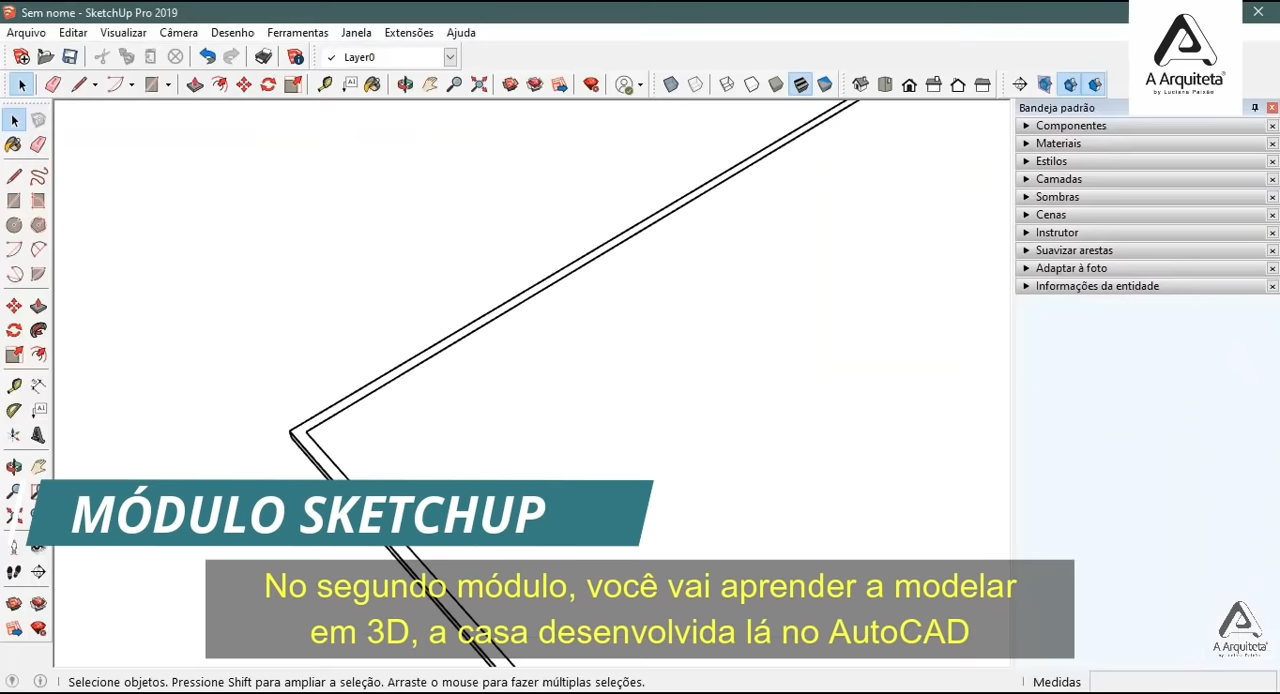 Sem nome - SketchUp Pro 2019
Arquivo Editar Visualizar Câmera Desenho Ferramentas Janela Extensões Ajuda
Layer0
A Arquiteta®
by Luciana Paixão
Bandeja padrão
Componentes
Materiais
Estilos
Camadas
Sombras
Cenas
Instrutor
Suavizar arestas
Adaptar à foto
Informações da entidade
MÓDULO SKETCHUP
No segundo módulo, você vai aprender a modelar
em 3D, a casa desenvolvida lá no AutoCAD
A Arquiteta®
by Luciana Paixão
Selecione objetos. Pressione Shift para ampliar a seleção. Arraste o mouse para fazer múltiplas seleções.
Medidas